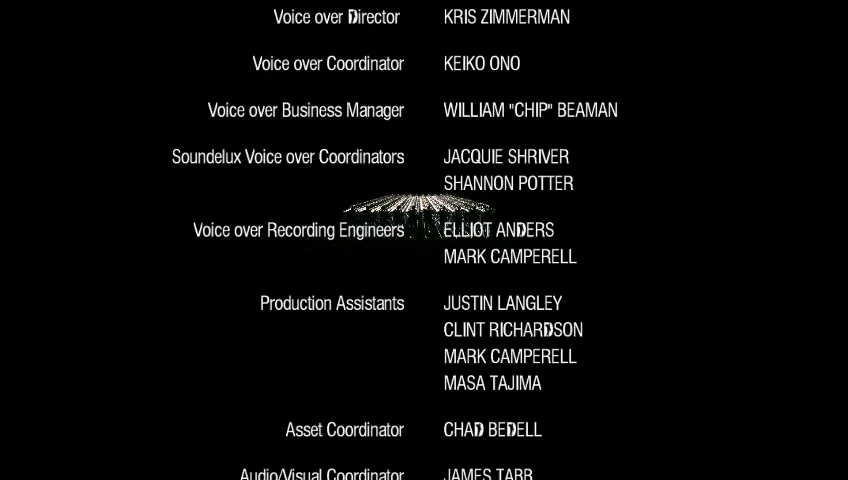 Voice over Director KRIS ZIMMERMAN
Voice over Coordinator KEIKO ONO
Voice over Business Manager WILLIAM "CHIP" BEAMAN
Soundelux Voice over Coordinators JACQUIE SHRIVER
SHANNON POTTER
Voice over Recording Engineers ELLIOT ANDERS
MARK CAMPERELL
Production Assistants JUSTIN LANGLEY
CLINT RICHARDSON
MARK CAMPERELL
MASA TAJIMA
Asset Coordinator CHAD BEDELL
Audio/Visual Coordinator JAMES TABB